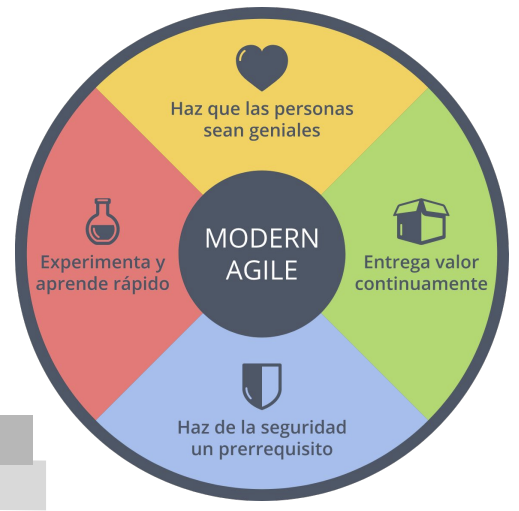 Haz que las personas
sean geniales
Experimenta y
aprende rápido
MODERN
AGILE
Entrega valor
continuamente
Haz de la seguridad
un prerrequisito